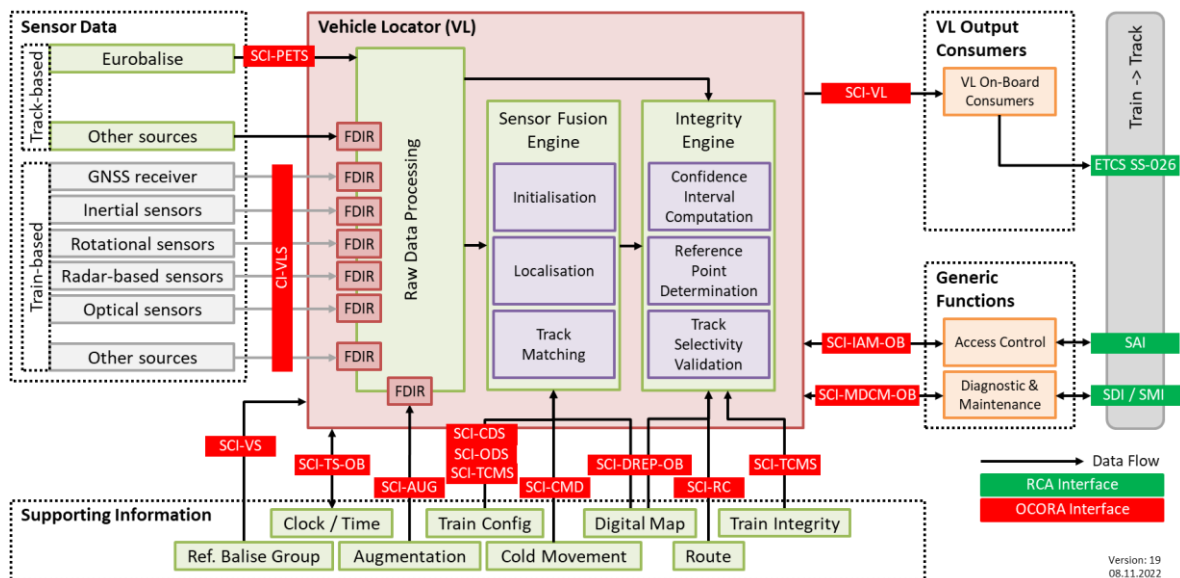 Sensor Data
Track-based
Eurobalise
Other sources
Train-based
GNSS receiver
Inertial sensors
Rotational sensors
Radar-based sensors
Optical sensors
Other sources
SCI-PETS
CI-VLS
Vehicle Locator (VL)
FDIR
FDIR
FDIR
FDIR
FDIR
FDIR
FDIR
FDIR
Raw Data Processing
Sensor Fusion
Engine
Initialisation
Localisation
Track
Matching
Integrity
Engine
Confidence
Interval
Computation
Reference
Point
Determination
Track
Selectivity
Validation
SCI-VL
VL Output
Consumers
VL On-Board
Consumers
Train -> Track
ETCS SS-026
Generic
Functions
SCI-IAM-OB
Access Control
SAI
SCI-MDCM-OB
Diagnostic &
Maintenance
SDI / SMI
SCI-VS
SCI-TS-OB
SCI-AUG
SCI-CDS
SCI-ODS
SCI-TCMS
SCI-CMD
SCI-DREP-OB
SCI-RC
SCI-TCMS
Supporting Information
Clock / Time
Train Config
Digital Map
Train Integrity
Ref. Balise Group
Augmentation
Cold Movement
Route
Data Flow
RCA Interface
OCORA Interface
Version: 19
08.11.2022